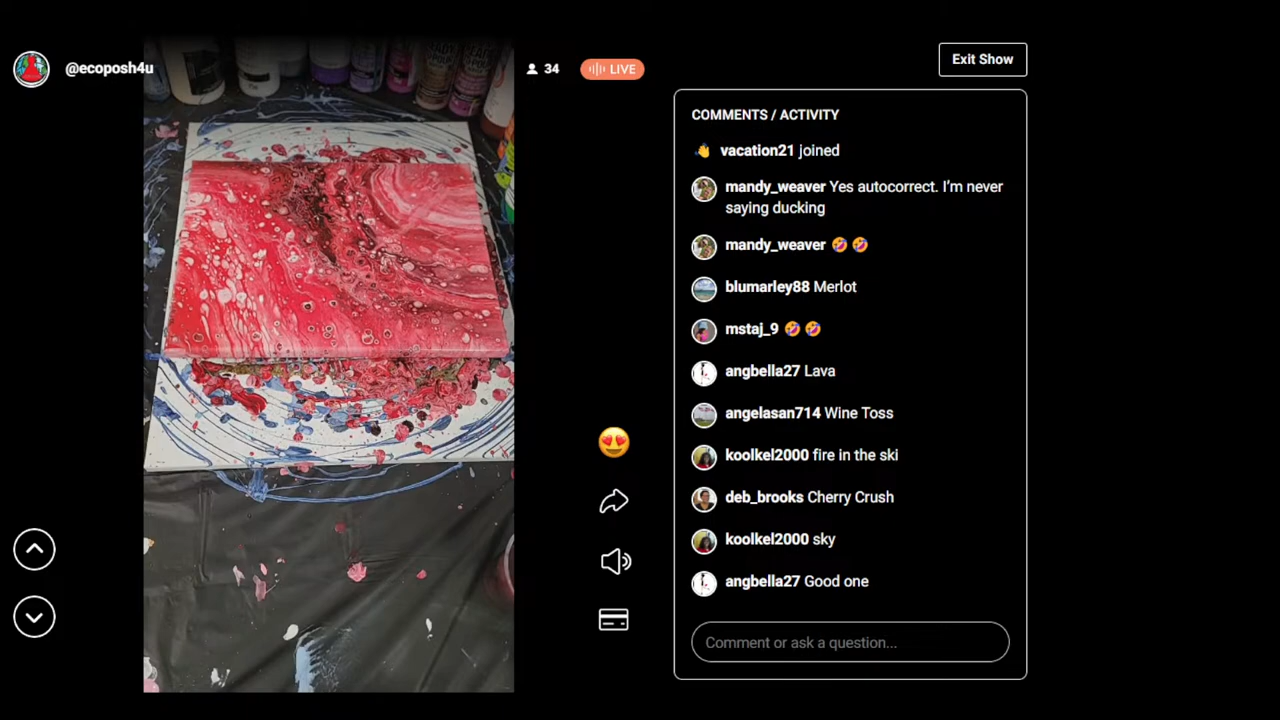 @ecoposh4u
34
LIVE
Exit Show
COMMENTS / ACTIVITY
vacation21 joined
mandy_weaver Yes autocorrect. I'm never
saying ducking
mandy_weaver 🤣 🤣
blumarley88 Merlot
mstaj_9 🤣 🤣
angbella27 Lava
angelasan714 Wine Toss
koolkel2000 fire in the ski
deb_brooks Cherry Crush
koolkel2000 sky
angbella27 Good one
Comment or ask a question...